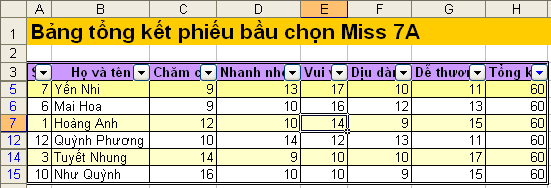 A B C D E F G H
1 Bảng tổng kết phiếu bầu chọn Miss 7A
2
3 S Họ và tên Chăm Nhanh Vui Dịu Dễ Tổng
5 7 Yến Nhi 9 13 17 10 11 60
6 6 Mai Hoa 9 10 16 12 13 60
7 1 Hoàng Anh 12 10 14 9 15 60
12 12 Quỳnh Phương 10 14 12 13 11 60
14 3 Tuyết Nhung 14 9 10 10 17 60
15 10 Như Quỳnh 16 10 10 9 15 60